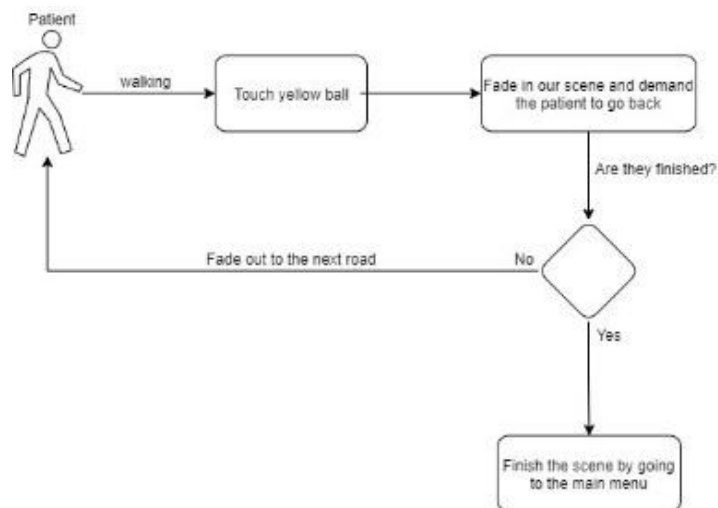 Patient
walking
Touch yellow ball
Fade in our scene and demand
the patient to go back
Are they finished?
Fade out to the next road
No
Yes
Finish the scene by going
to the main menu